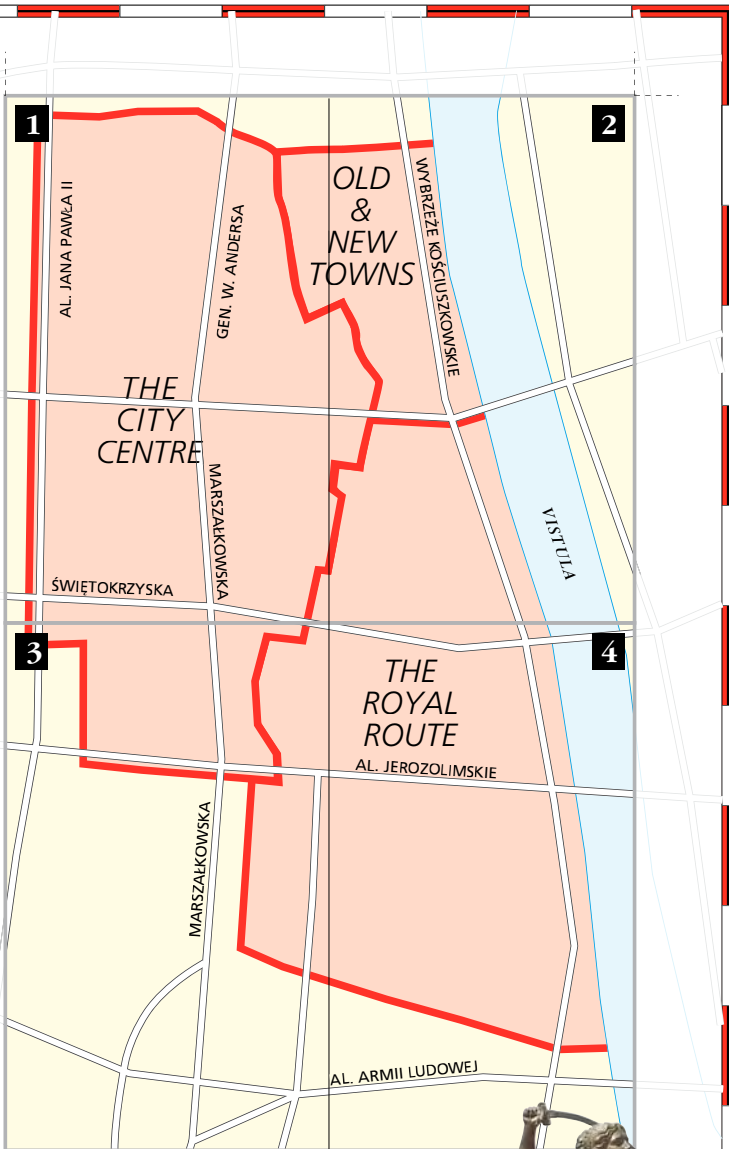 1
2
AL. JANA PAWŁA II
GEN. W. ANDERSA
OLD
&
NEW
TOWNS
WYBRZEŻE KOŚCIUSZKOWSKIE
THE
CITY
CENTRE
MARSZAŁKOWSKA
VISTULA
ŚWIĘTOKRZYSKA
3
4
THE
ROYAL
ROUTE
AL. JEROZOLIMSKIE
MARSZAŁKOWSKA
AL. ARMII LUDOWEJ